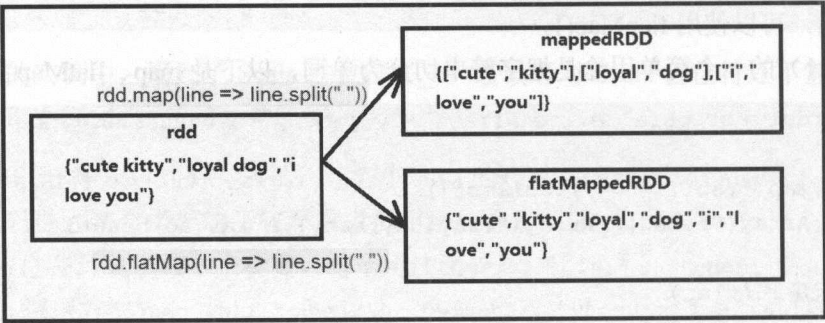 mappedRDD
{["cute","kitty"],["loyal","dog"],["i","
love","you"]}
rdd.map(line => line.split(" "))
rdd
{"cute kitty","loyal dog","i
love you"}
flatMappedRDD
{"cute","kitty","loyal","dog","i","l
ove","you"}
rdd.flatMap(line => line.split(" "))